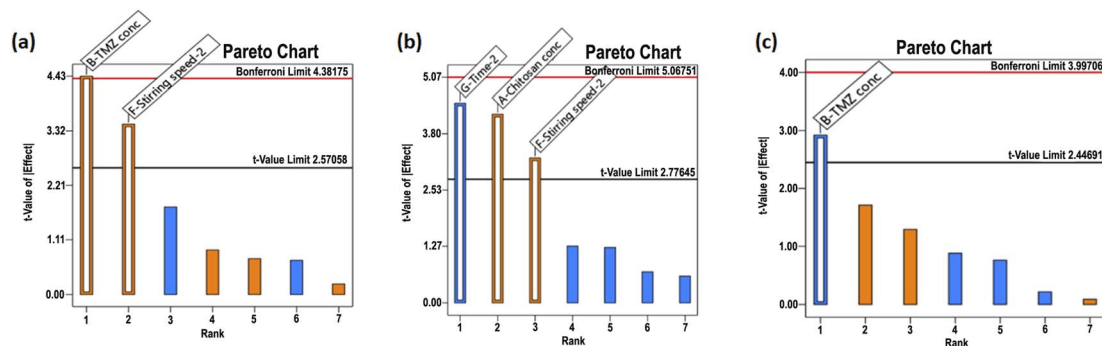 (a)
Pareto Chart
B-TMZ conc
F-Stirring speed-2
Bonferroni Limit 4.38175
t-Value Limit 2.57058
t-Value of |Effect|
4.43
3.32
2.21
1.11
0.00
1 2 3 4 5 6 7
Rank
(b)
Pareto Chart
G-Time-2
A-Chitosan conc
F-Stirring speed-2
Bonferroni Limit 5.06751
t-Value Limit 2.77645
t-Value of |Effect|
5.07
3.80
2.53
1.27
0.00
1 2 3 4 5 6 7
Rank
(c)
Pareto Chart
B-TMZ conc
Bonferroni Limit 3.99706
t-Value Limit 2.44691
t-Value of |Effect|
4.00
3.00
2.00
1.00
0.00
1 2 3 4 5 6 7
Rank